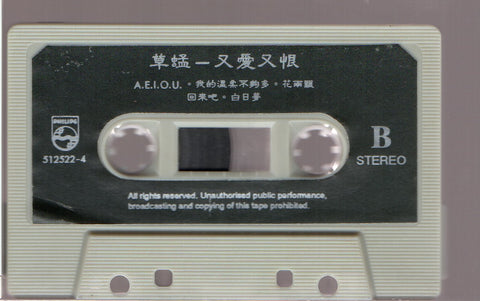 草蜢一又愛又恨
A.E.I.O.U.。我的溫柔不夠多。花雨飄
回來吧。白日夢
PHILIPS
512522-4
B
STEREO
All rights reserved. Unauthorised public performance,
broadcasting and copying of this tape prohibited.